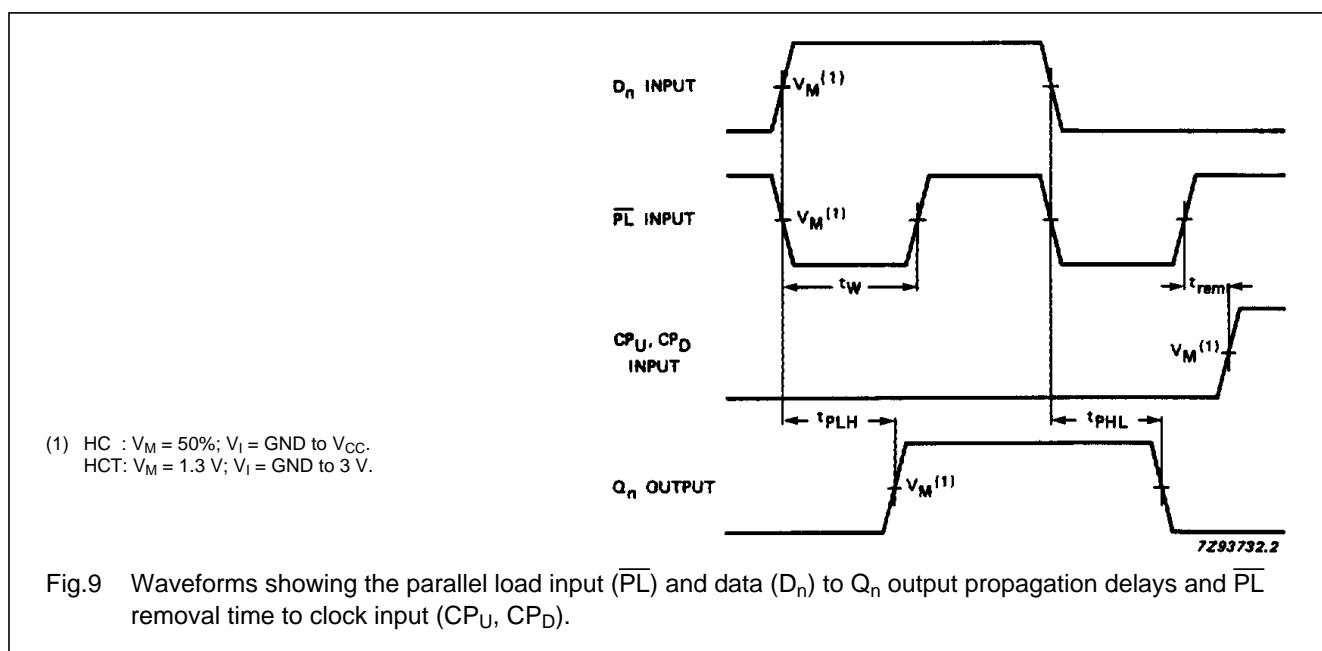 Dn INPUT
VM(1)
PL INPUT
VM(1)
tW
trem
CPU, CPD
INPUT
VM(1)
tPLH
tPHL
(1) HC : VM = 50%; VI = GND to VCC.
HCT: VM = 1.3 V; VI = GND to 3 V.
Qn OUTPUT
VM(1)
7Z93732.2
Fig.9 Waveforms showing the parallel load input (PL) and data (Dn) to Qn output propagation delays and PL
removal time to clock input (CPU, CPD).